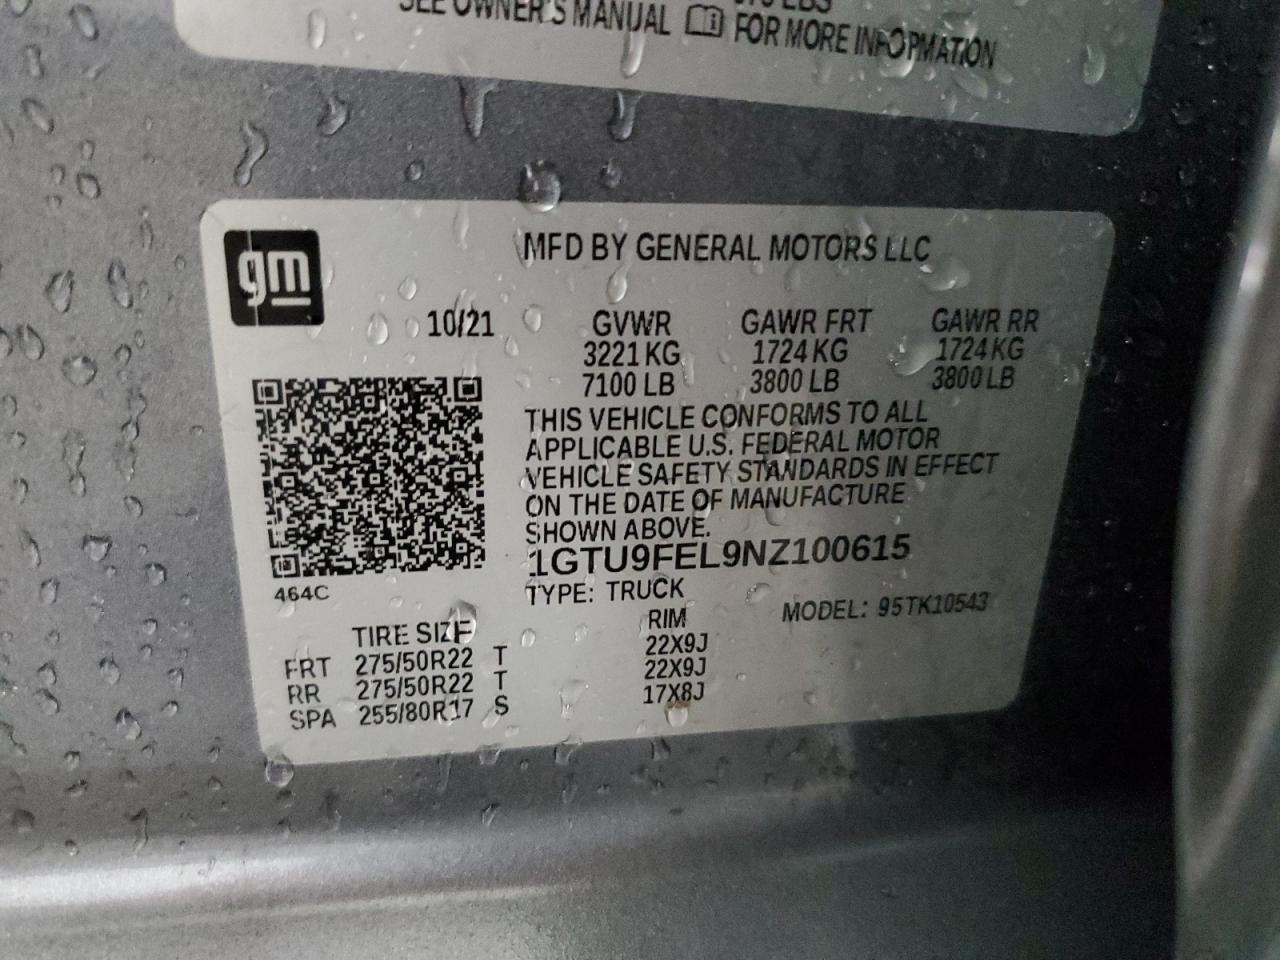 SEE OWNER'S MANUAL FOR MORE INFORMATION
gm
MFD BY GENERAL MOTORS LLC
10/21
GVWR GAWR FRT GAWR RR
3221 KG 1724 KG 1724 KG
7100 LB 3800 LB 3800 LB
THIS VEHICLE CONFORMS TO ALL
APPLICABLE U.S. FEDERAL MOTOR
VEHICLE SAFETY STANDARDS IN EFFECT
ON THE DATE OF MANUFACTURE
SHOWN ABOVE.
1GTU9FEL9NZ100615
464C
TYPE: TRUCK
MODEL: 95TK10543
TIRE SIZE RIM
FRT 275/50R22 T 22X9J
RR 275/50R22 T 22X9J
SPA 255/80R17 S 17X8J